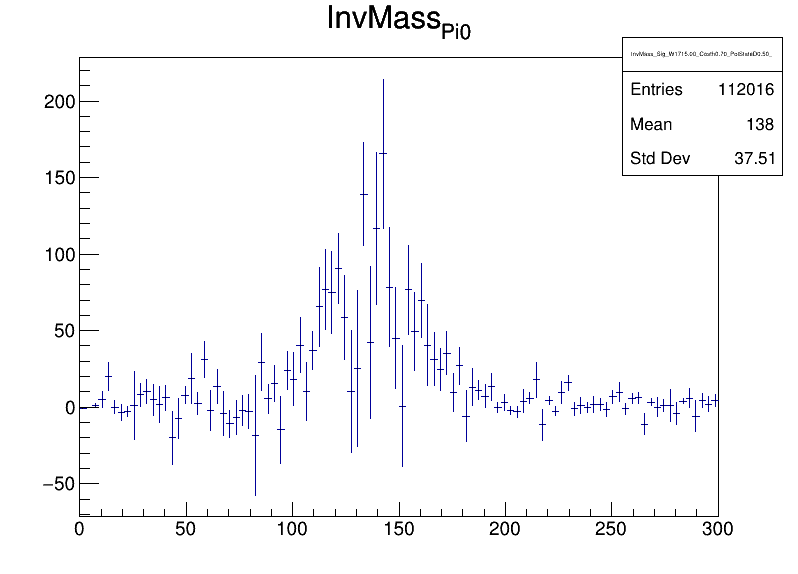 InvMass_Pi0
InvMass_Sig_W1715.00_Costh0.70_PolStateD0.50_
Entries 112016
Mean 138
Std Dev 37.51
200
150
100
50
0
−50
0 50 100 150 200 250 300